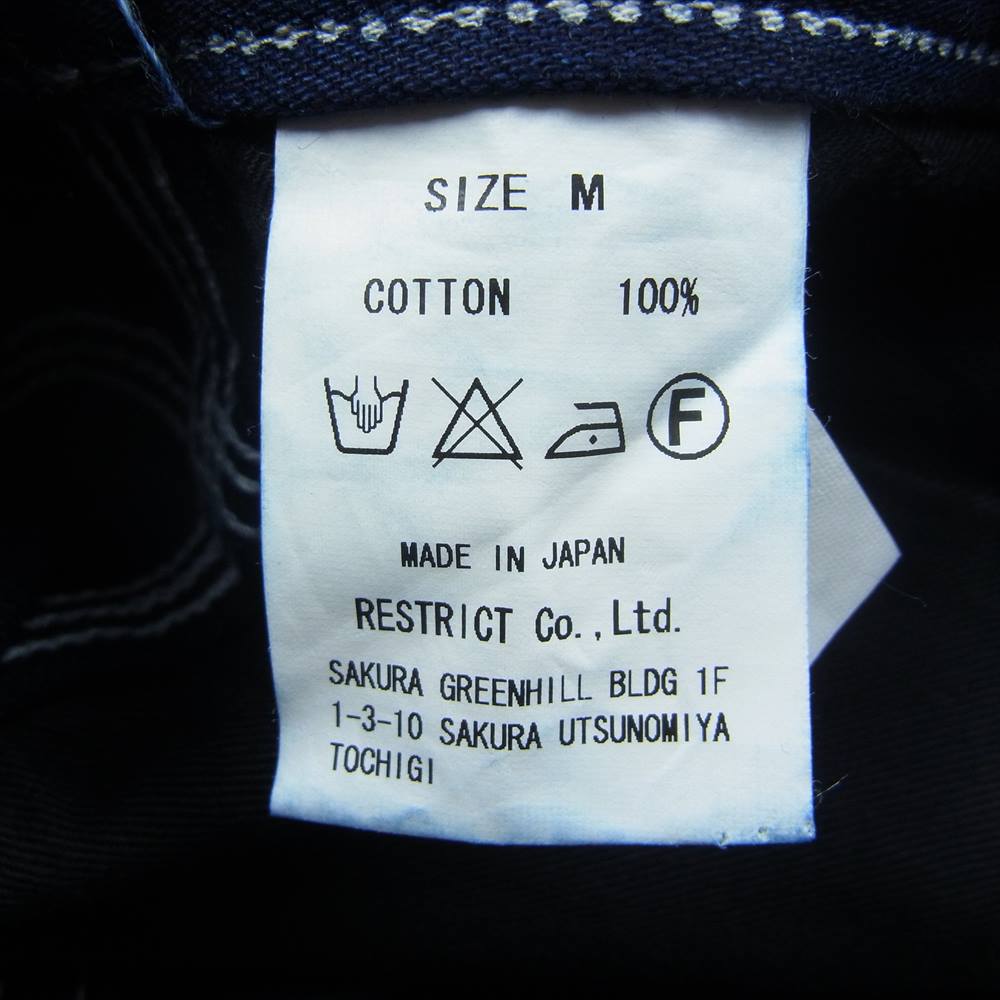 SIZE M
COTTON 100%
F
MADE IN JAPAN
RESTRICT Co.,Ltd.
SAKURA GREENHILL BLDG 1F
1-3-10 SAKURA UTSUNOMIYA
TOCHIGI